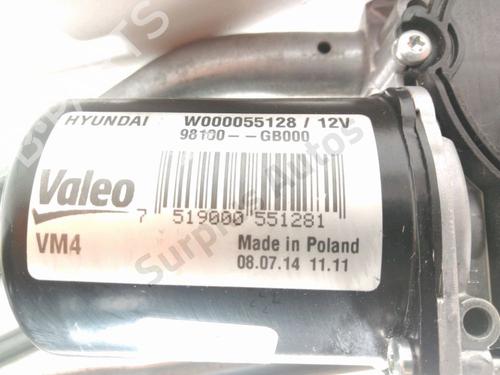 HYUNDAI W000055128 / 12V
98100--GB000
Valeo
7 519000 551281
VM4 Made in Poland
08.07.14 11.11